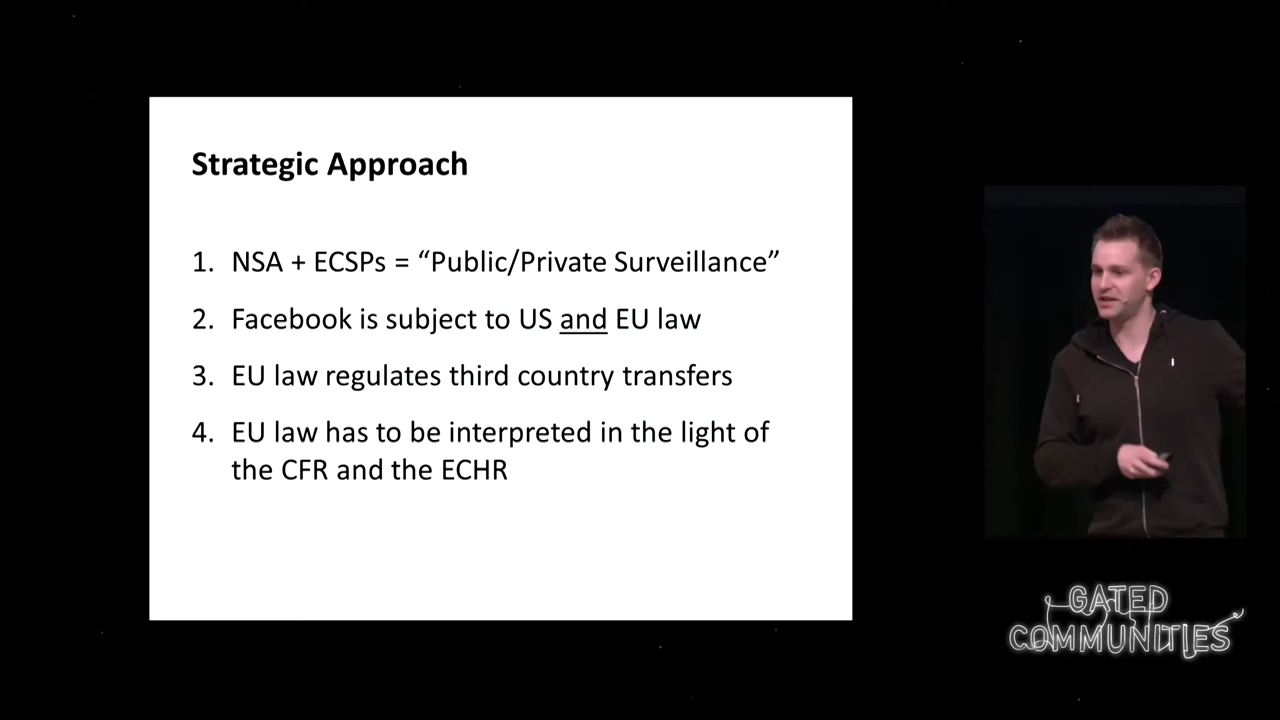 Strategic Approach
1. NSA + ECSPs = “Public/Private Surveillance”
2. Facebook is subject to US and EU law
3. EU law regulates third country transfers
4. EU law has to be interpreted in the light of
the CFR and the ECHR
GATED
COMMUNITIES